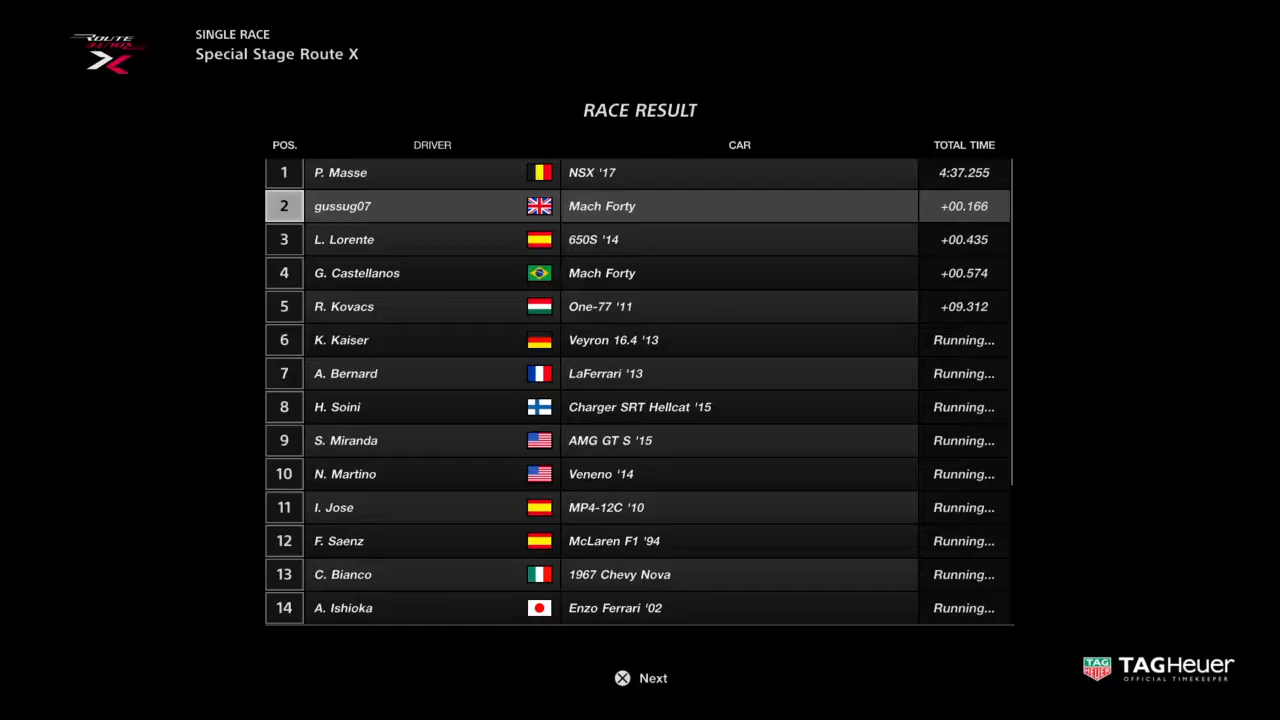 ROUTE
SINGLE RACE
Special Stage Route X
RACE RESULT
POS. DRIVER CAR TOTAL TIME
1 P. Masse NSX '17 4:37.255
2 gussug07 Mach Forty +00.166
3 L. Lorente 650S '14 +00.435
4 G. Castellanos Mach Forty +00.574
5 R. Kovacs One-77 '11 +09.312
6 K. Kaiser Veyron 16.4 '13 Running...
7 A. Bernard LaFerrari '13 Running...
8 H. Soini Charger SRT Hellcat '15 Running...
9 S. Miranda AMG GT S '15 Running...
10 N. Martino Veneno '14 Running...
11 I. Jose MP4-12C '10 Running...
12 F. Saenz McLaren F1 '94 Running...
13 C. Bianco 1967 Chevy Nova Running...
14 A. Ishioka Enzo Ferrari '02 Running...
Next
TAG HEUER
TAGHeuer
OFFICIAL TIMEKEEPER